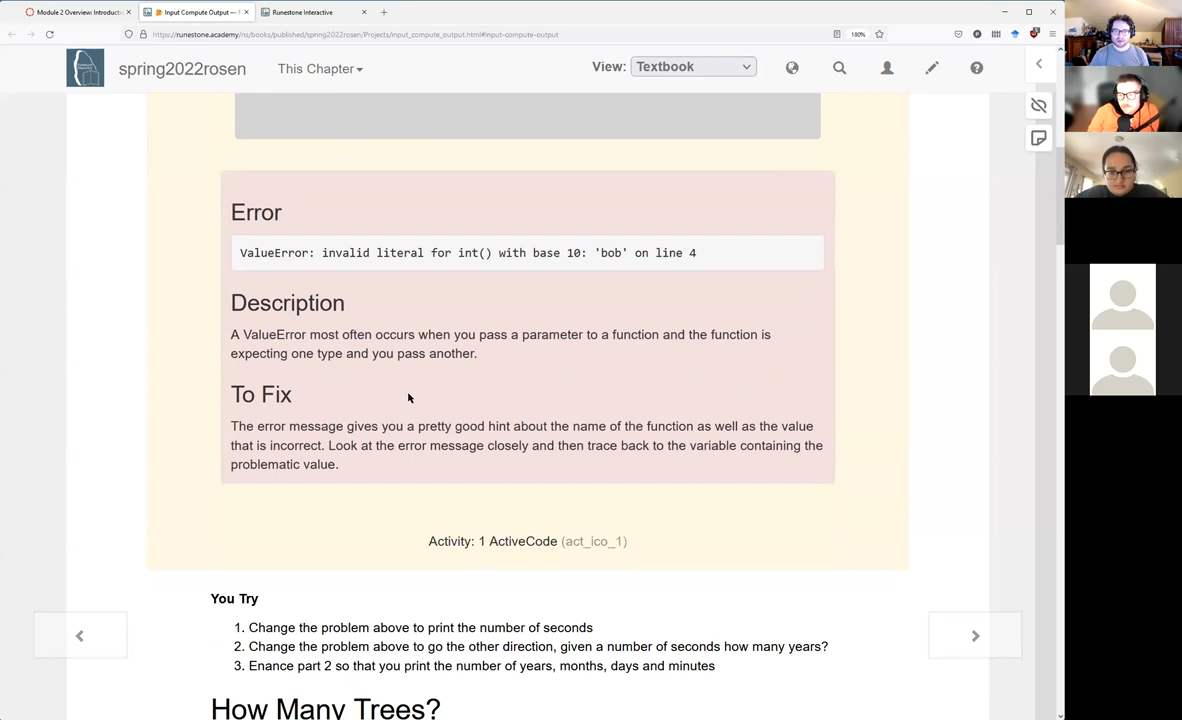 Module 2 Overview: Introducti
Input Compute Output — 
Runestone Interactive
https://runestone.academy/ns/books/published/spring2022rosen/Projects/input_compute_output.html#input-compute-output
180%
spring2022rosen
This Chapter
View:
Textbook
Error
ValueError: invalid literal for int() with base 10: 'bob' on line 4
Description
A ValueError most often occurs when you pass a parameter to a function and the function is
expecting one type and you pass another.
To Fix
The error message gives you a pretty good hint about the name of the function as well as the value
that is incorrect. Look at the error message closely and then trace back to the variable containing the
problematic value.
Activity: 1 ActiveCode (act_ico_1)
You Try
1. Change the problem above to print the number of seconds
2. Change the problem above to go the other direction, given a number of seconds how many years?
3. Enance part 2 so that you print the number of years, months, days and minutes
How Many Trees?